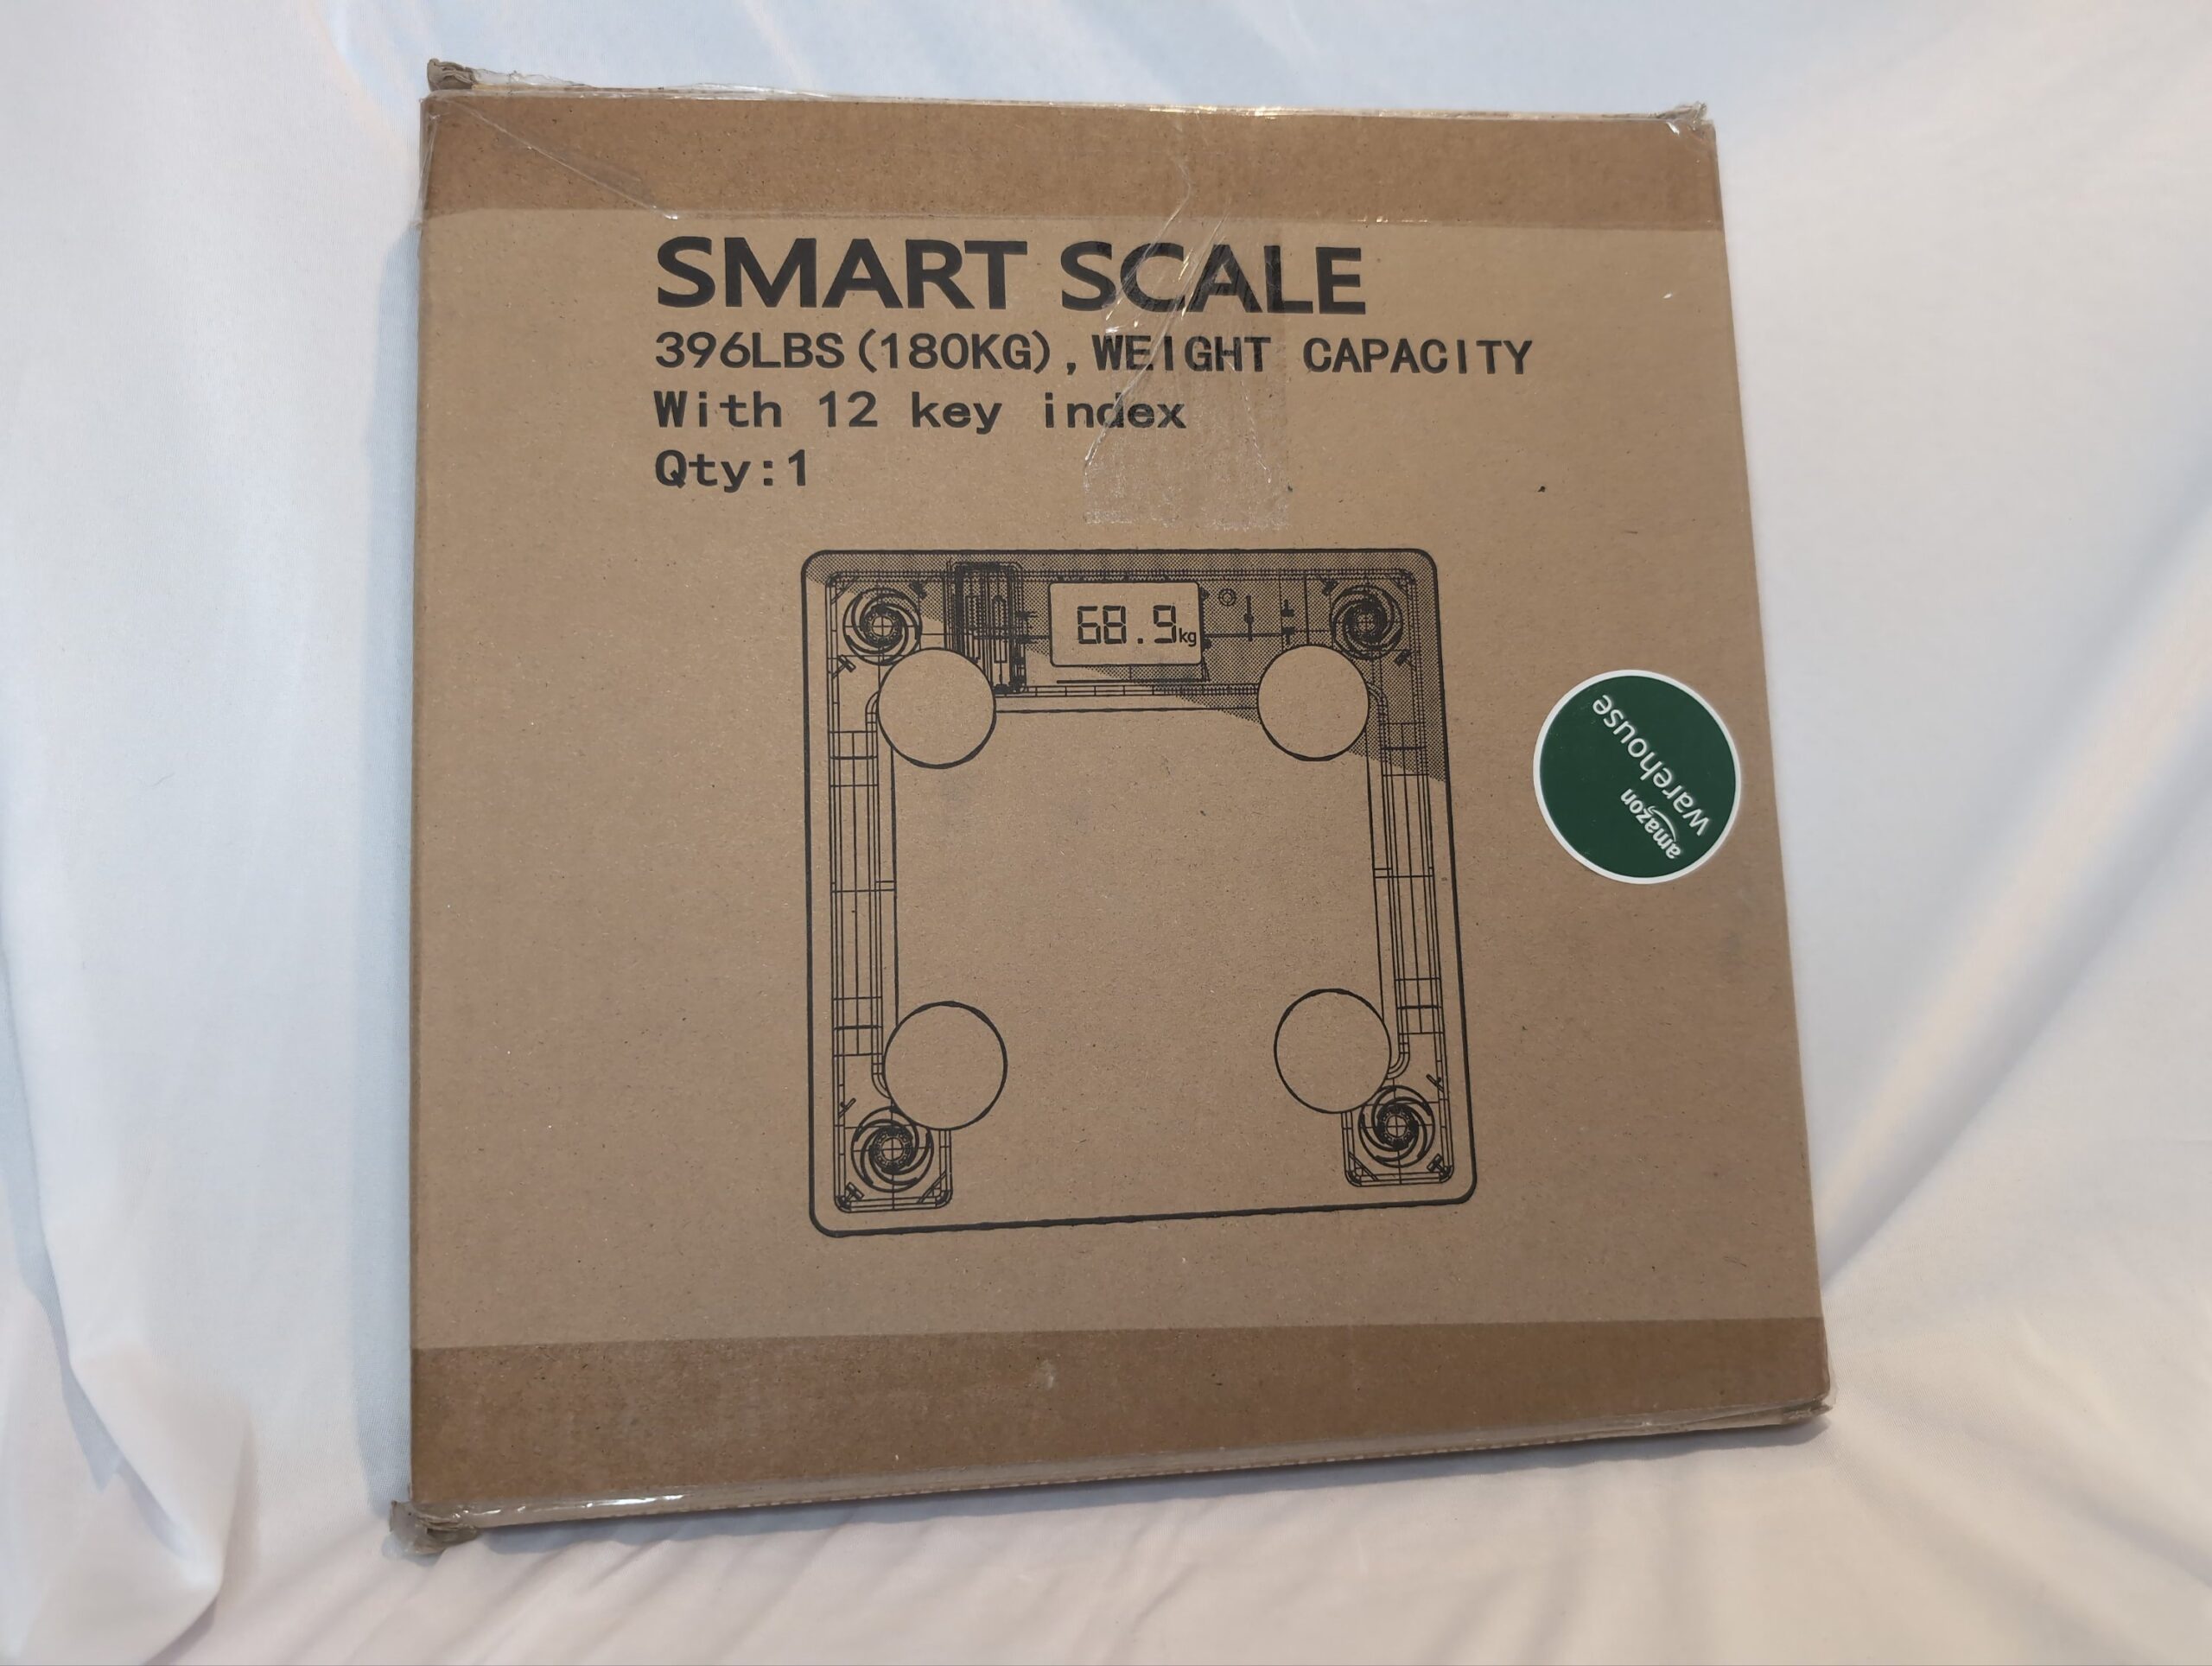 SMART SCALE
396LBS(180KG),WEIGHT CAPACITY
With 12 key index
Qty:1
68.9kg
amazon
warehouse